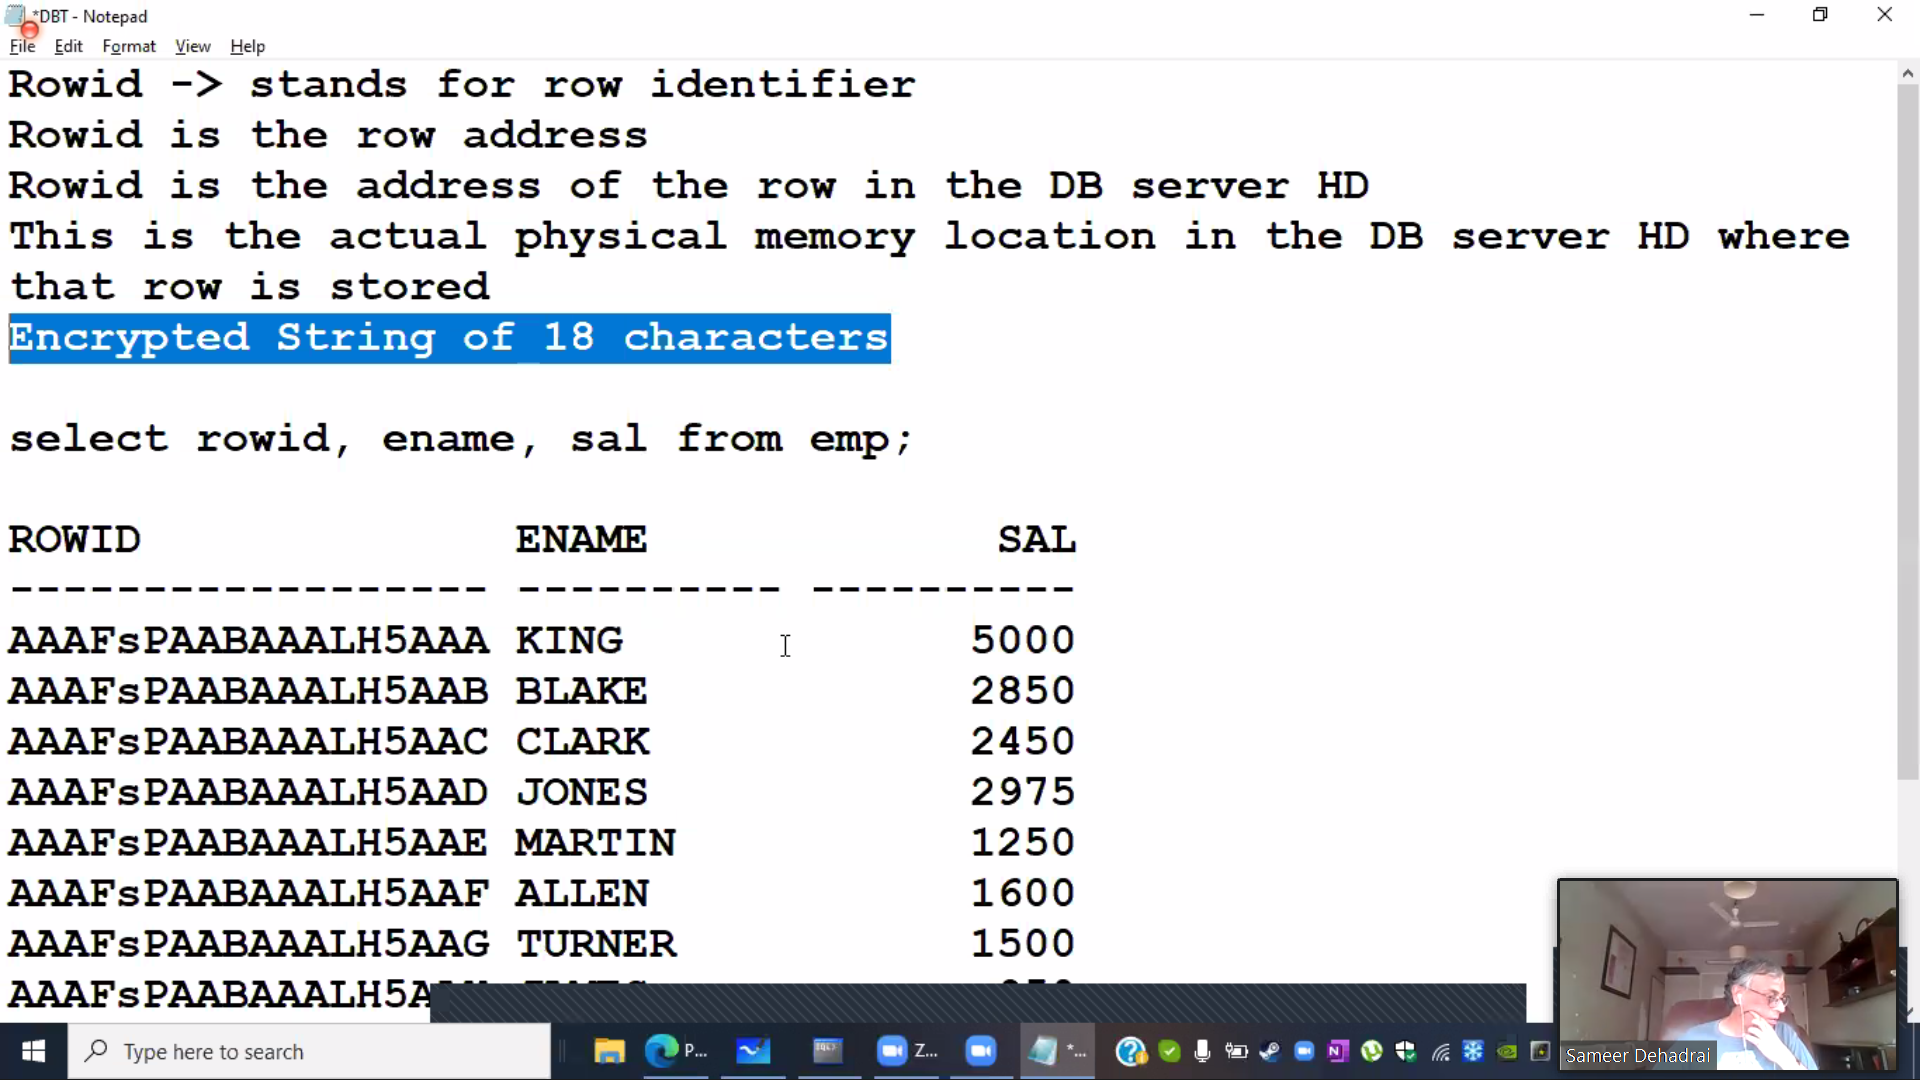 *DBT - Notepad
File Edit Format View Help
Rowid -> stands for row identifier
Rowid is the row address
Rowid is the address of the row in the DB server HD
This is the actual physical memory location in the DB server HD where
that row is stored
Encrypted String of 18 characters
select rowid, ename, sal from emp;
ROWID ENAME SAL
------------------ ---------- ----------
AAAFsPAABAAALH5AAA KING 5000
AAAFsPAABAAALH5AAB BLAKE 2850
AAAFsPAABAAALH5AAC CLARK 2450
AAAFsPAABAAALH5AAD JONES 2975
AAAFsPAABAAALH5AAE MARTIN 1250
AAAFsPAABAAALH5AAF ALLEN 1600
AAAFsPAABAAALH5AAG TURNER 1500
Type here to search
P...
Z...
*...
Sameer Dehadrai